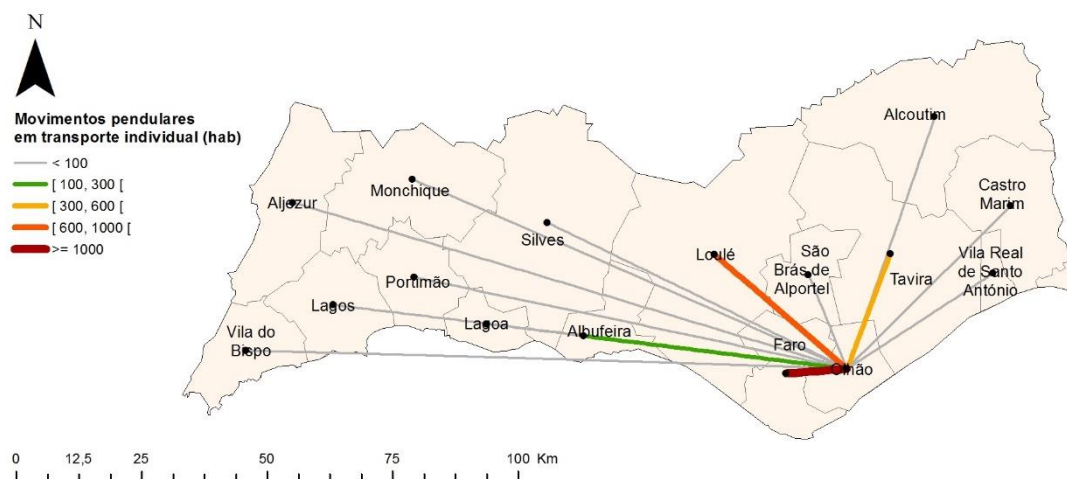 N
Movimentos pendulares
em transporte individual (hab)
< 100
[ 100, 300 [
[ 300, 600 [
[ 600, 1000 [
>= 1000
Alcoutim
Castro
Marim
Monchique
Aljezur
Silves
Loulé
São
Brás de
Alportel
Tavira
Vila Real
de Santo
António
Portimão
Lagos
Lagoa
Albufeira
Vila do
Bispo
Faro
Olhão
0 12,5 25 50 75 100 Km